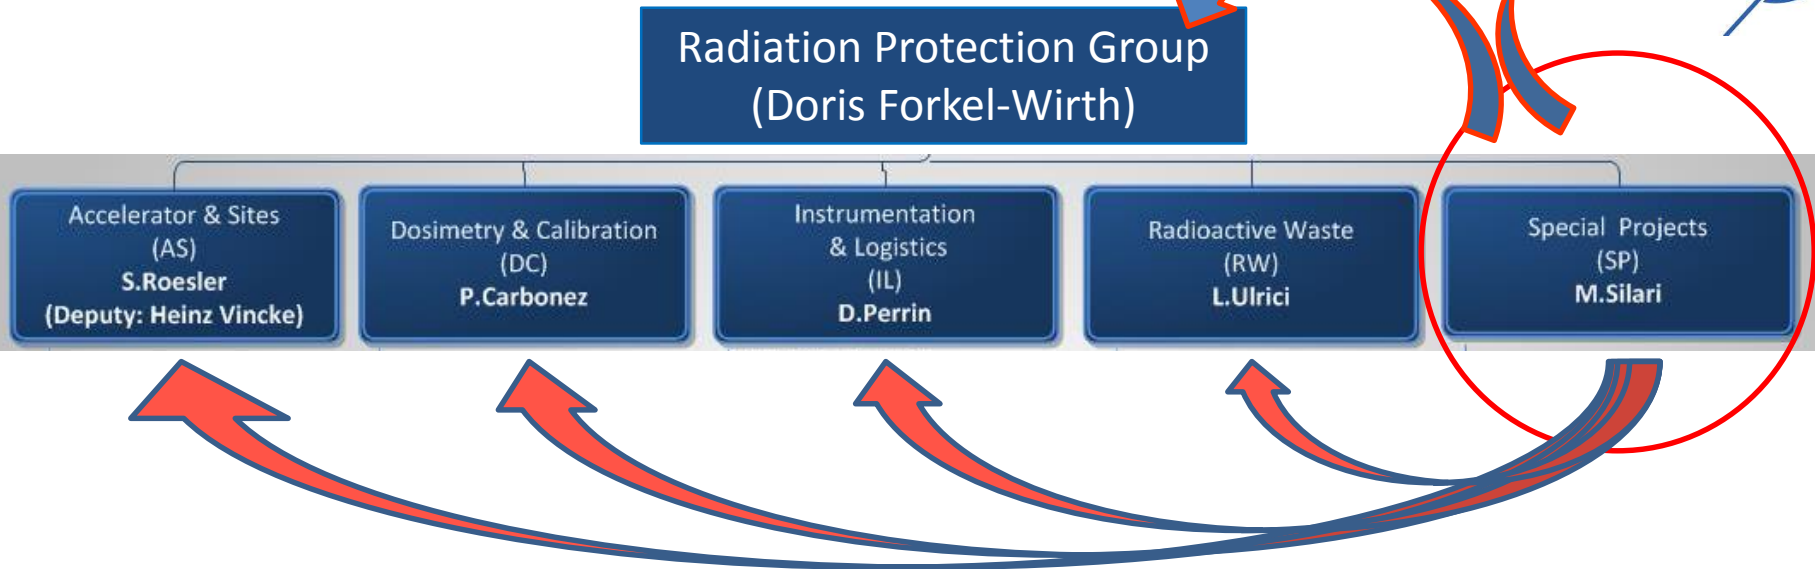 Radiation Protection Group
(Doris Forkel-Wirth)
Accelerator & Sites
(AS)
S.Roesler
(Deputy: Heinz Vincke)
Dosimetry & Calibration
(DC)
P.Carbonez
Instrumentation
& Logistics
(IL)
D.Perrin
Radioactive Waste
(RW)
L.Ulrici
Special Projects
(SP)
M.Silari